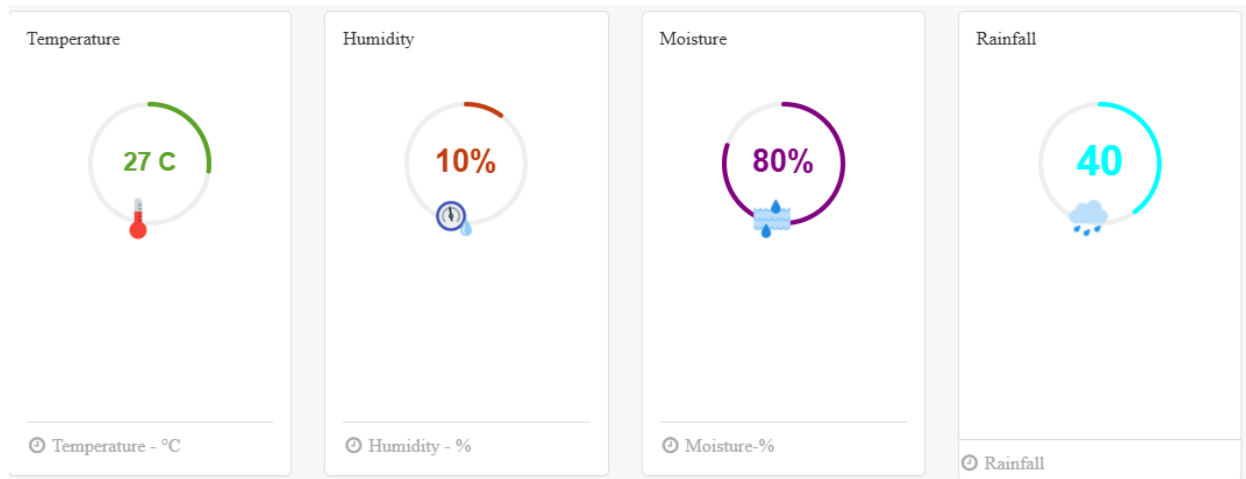 Temperature
27 C
Temperature - °C
Humidity
10%
Humidity - %
Moisture
80%
Moisture-%
Rainfall
40
Rainfall